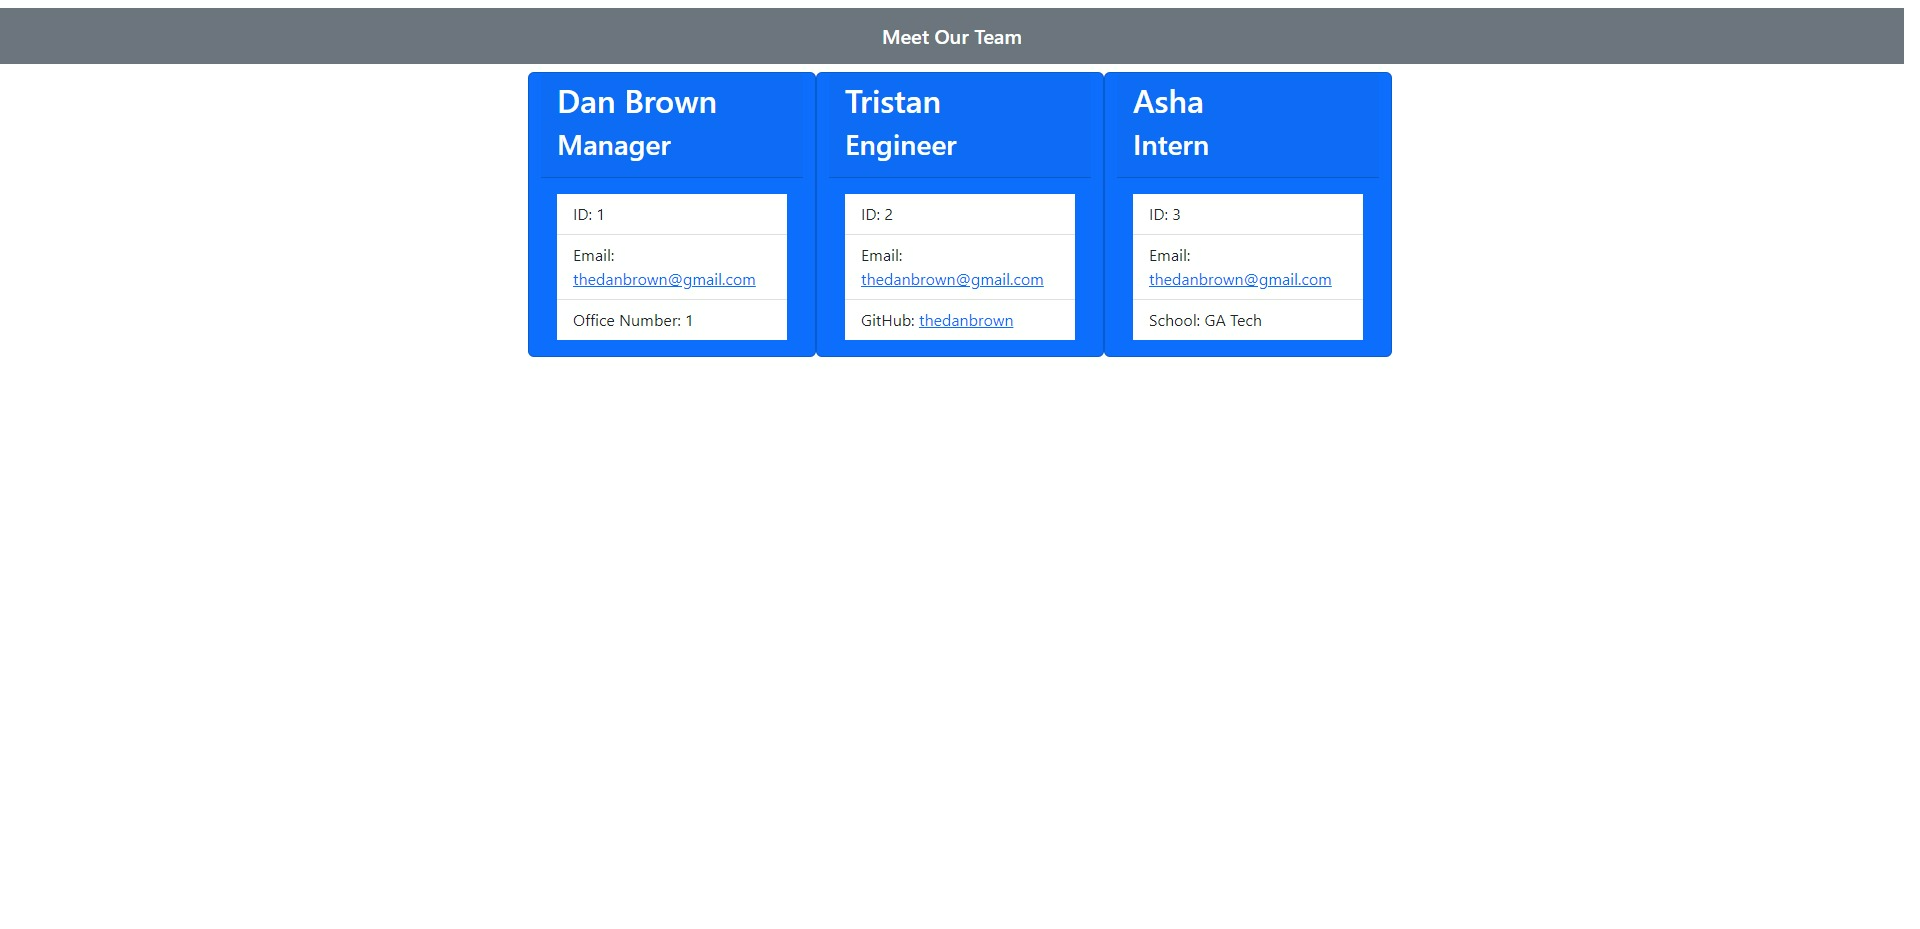 Meet Our Team
Dan Brown
Manager
ID: 1
Email:
thedanbrown@gmail.com
Office Number: 1
Tristan
Engineer
ID: 2
Email:
thedanbrown@gmail.com
GitHub: thedanbrown
Asha
Intern
ID: 3
Email:
thedanbrown@gmail.com
School: GA Tech